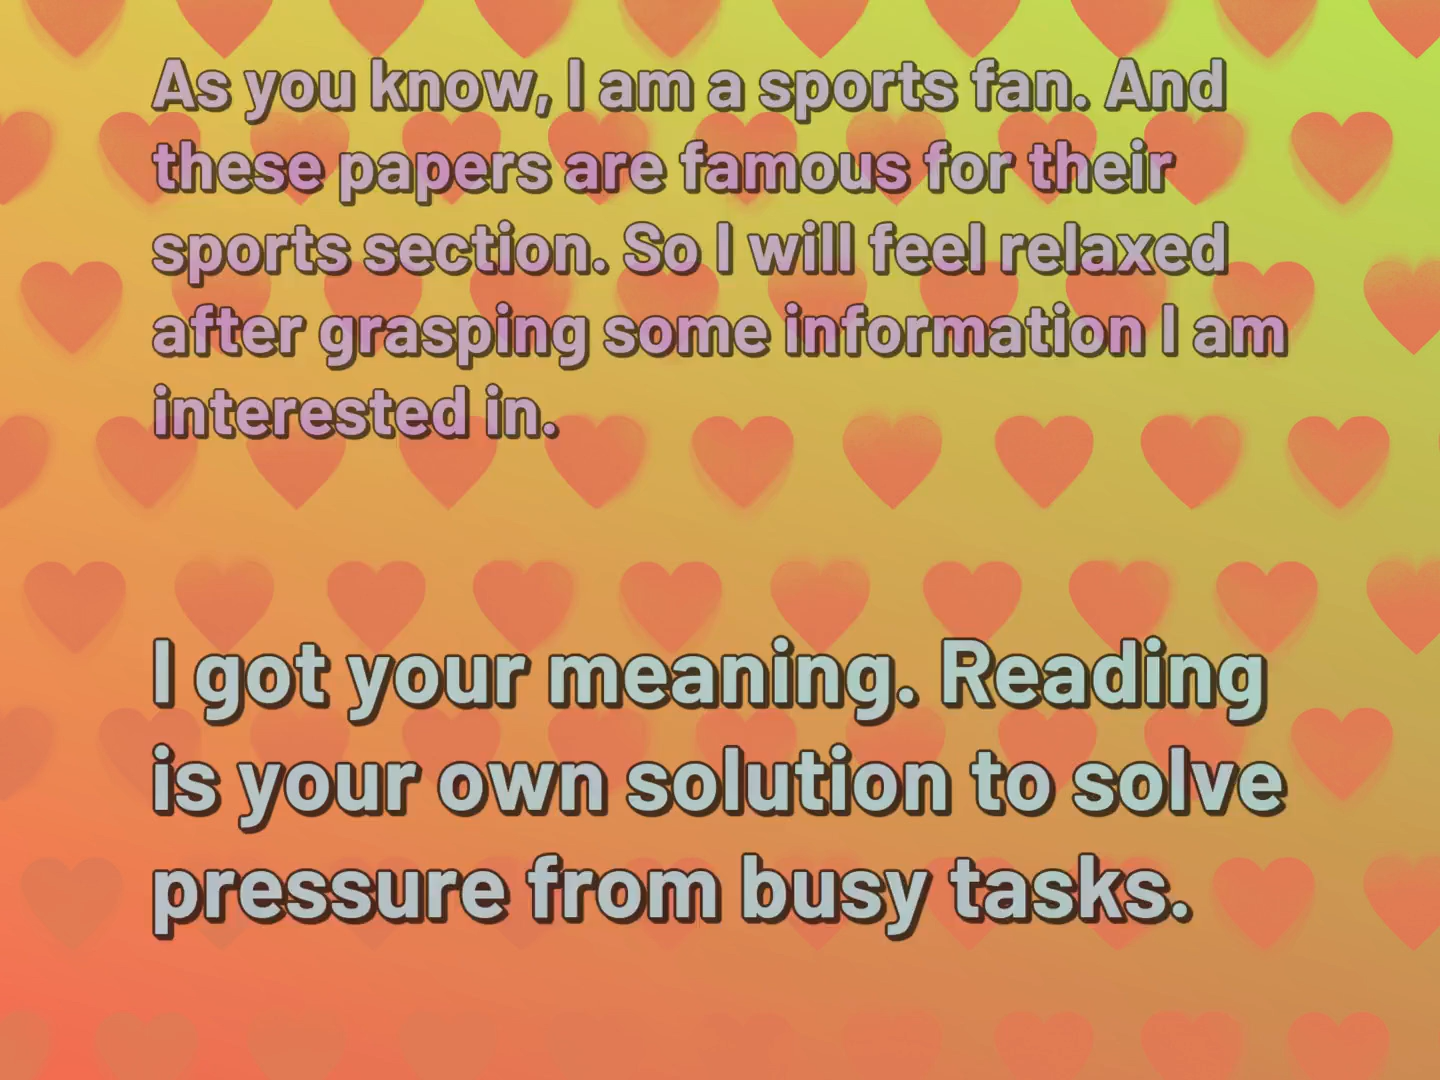 As you know, I am a sports fan. And
these papers are famous for their
sports section. So I will feel relaxed
after grasping some information I am
interested in.
I got your meaning. Reading
is your own solution to solve
pressure from busy tasks.